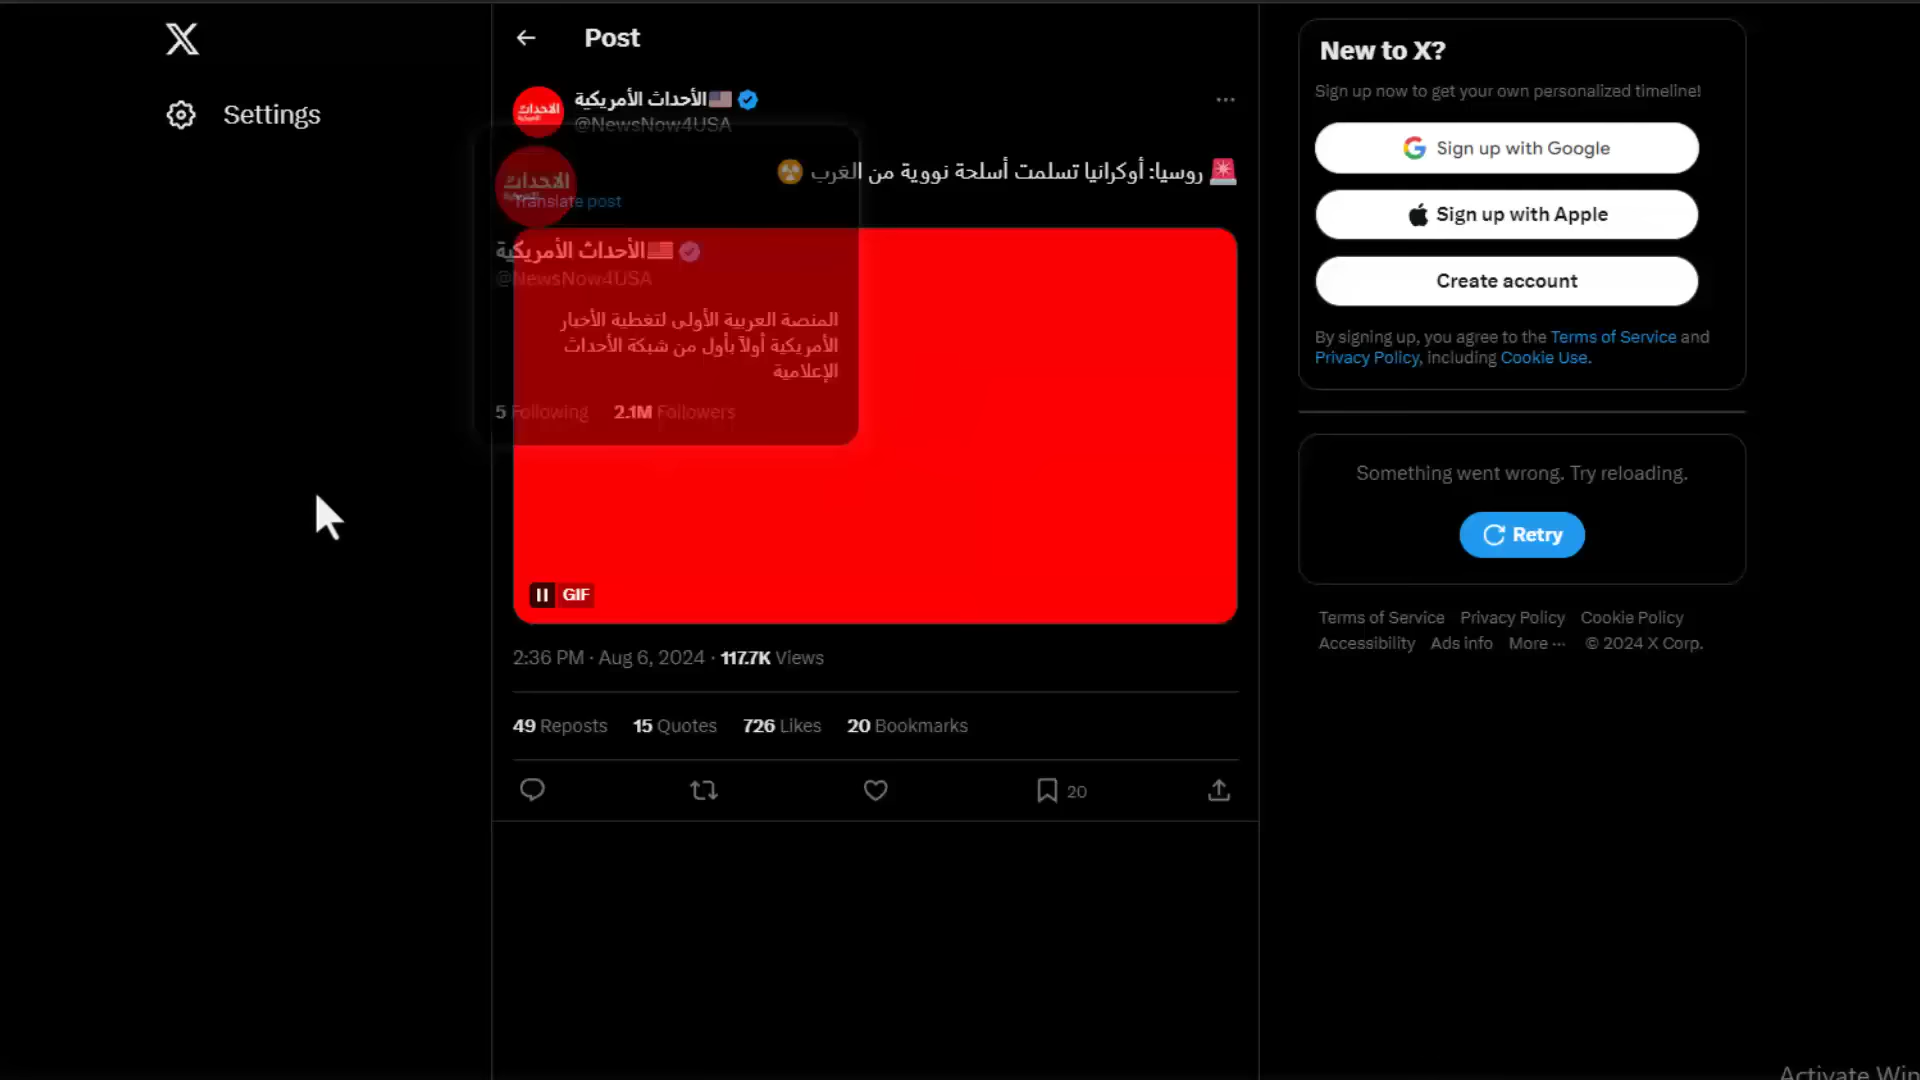 Post
Settings
الأحداث الأمريكية
@NewsNow4USA
روسيا: أوكرانيا تسلمت أسلحة نووية من الغرب
Translate post
الأحداث الأمريكية
@NewsNow4USA
المنصة العربية الأولى لتغطية الأخبار
الأمريكية أولاً بأول من شبكة الأحداث
الإعلامية
5 Following 2.1M Followers
GIF
2:36 PM · Aug 6, 2024 · 117.7K Views
49 Reposts 15 Quotes 726 Likes 20 Bookmarks
20
New to X?
Sign up now to get your own personalized timeline!
Sign up with Google
Sign up with Apple
Create account
By signing up, you agree to the Terms of Service and
Privacy Policy, including Cookie Use.
Something went wrong. Try reloading.
Retry
Terms of Service Privacy Policy Cookie Policy
Accessibility Ads info More ··· © 2024 X Corp.
Activate Win